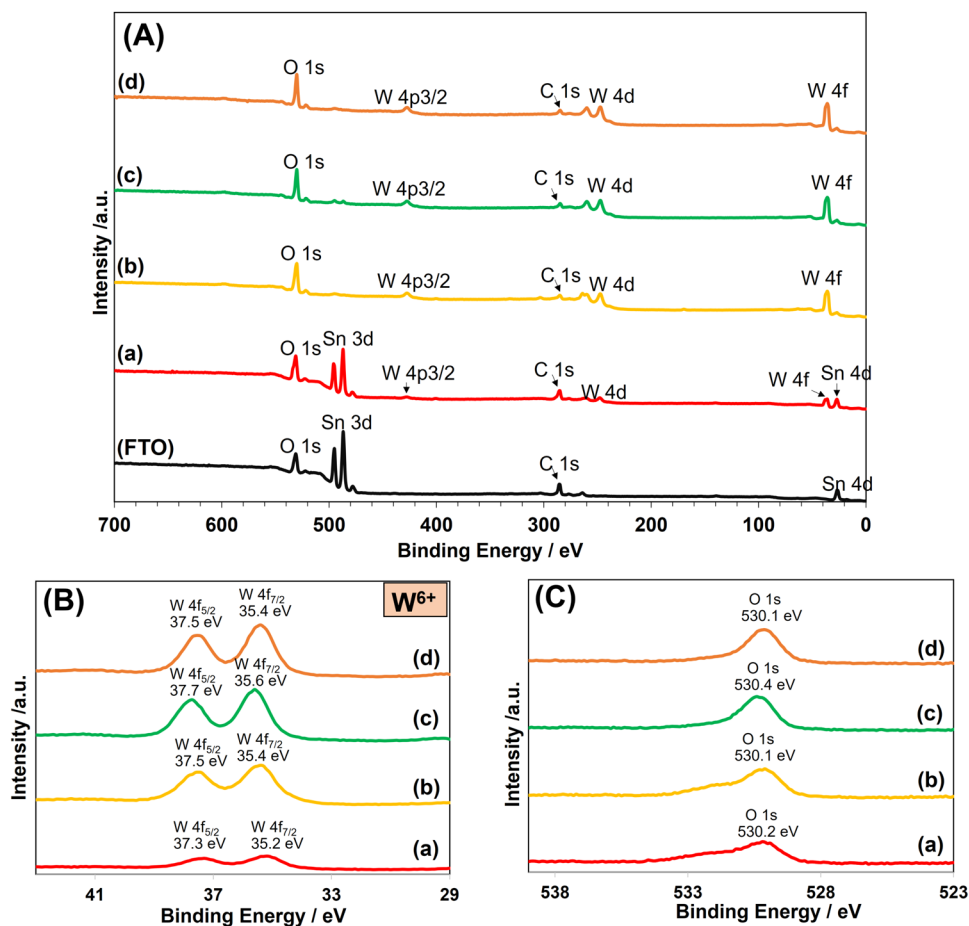 (A)
(d)
O 1s
W 4p3/2
C 1s
W 4d
W 4f
(c)
O 1s
W 4p3/2
C 1s
W 4d
W 4f
(b)
O 1s
W 4p3/2
C 1s
W 4d
W 4f
(a)
O 1s
Sn 3d
W 4p3/2
C 1s
W 4d
W 4f
Sn 4d
(FTO)
O 1s
Sn 3d
C 1s
Sn 4d
Intensity /a.u.
700 600 500 400 300 200 100 0
Binding Energy / eV
(B)
W⁶⁺
W 4f₅/₂
37.5 eV
W 4f₇/₂
35.4 eV
(d)
W 4f₅/₂
37.7 eV
W 4f₇/₂
35.6 eV
(c)
W 4f₅/₂
37.5 eV
W 4f₇/₂
35.4 eV
(b)
W 4f₅/₂
37.3 eV
W 4f₇/₂
35.2 eV
(a)
Intensity /a.u.
41 37 33 29
Binding Energy / eV
(C)
O 1s
530.1 eV
(d)
O 1s
530.4 eV
(c)
O 1s
530.1 eV
(b)
O 1s
530.2 eV
(a)
Intensity /a.u.
538 533 528 523
Binding Energy / eV